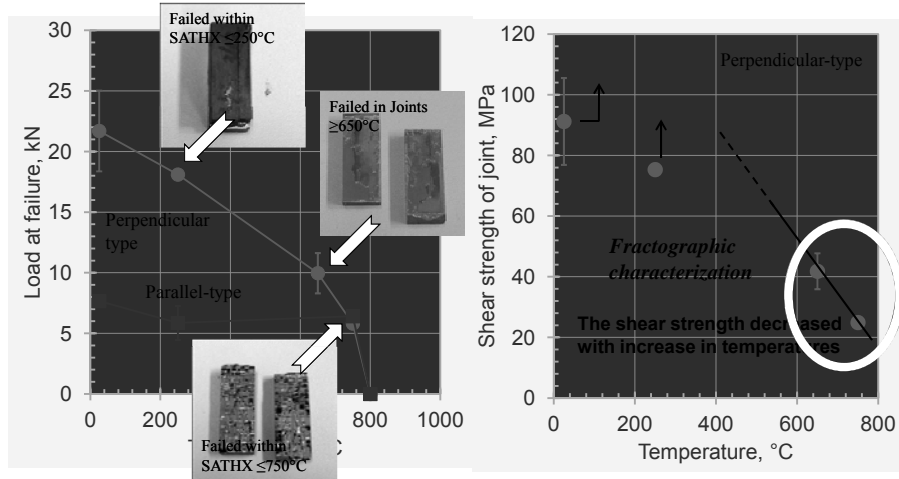 Load at failure, kN
30
25
20
15
10
5
0
0
200
800
1000
Failed within
SATHX ≤250°C
Failed in Joints
≥650°C
Perpendicular
type
Parallel-type
Failed within
SATHX ≤750°C
Shear strength of joint, MPa
120
100
80
60
40
20
0
0
200
400
600
800
Temperature, °C
Perpendicular-type
Fractographic
characterization
The shear strength decreased
with increase in temperatures